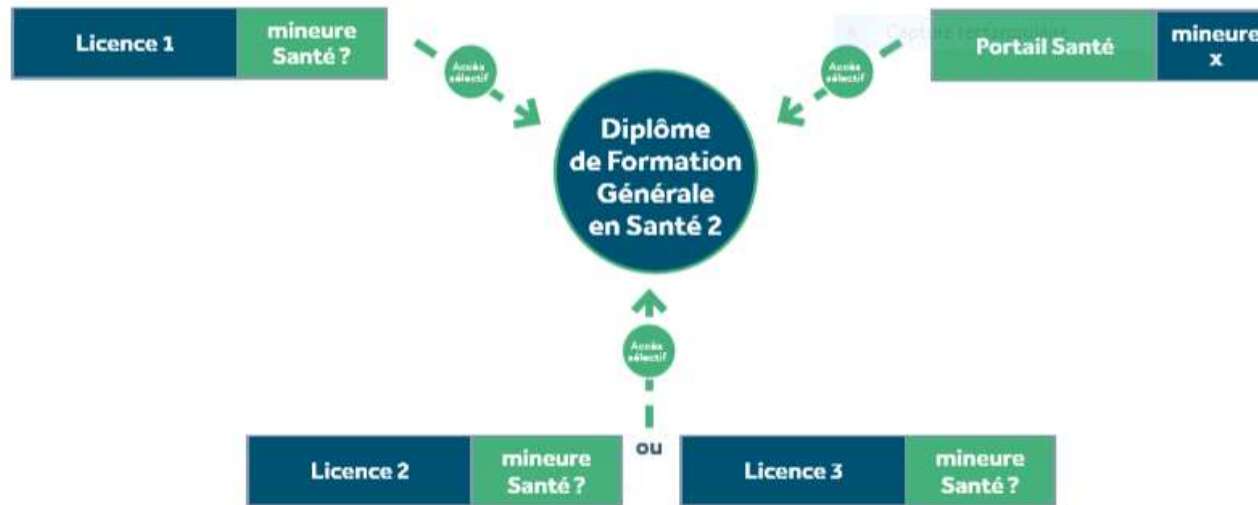 Licence 1
mineure
Santé ?
Accès
sélectif
Accès
sélectif
Portail Santé
mineure
x
Diplôme
de Formation
Générale
en Santé 2
Accès
sélectif
Licence 2
mineure
Santé ?
ou
Licence 3
mineure
Santé ?